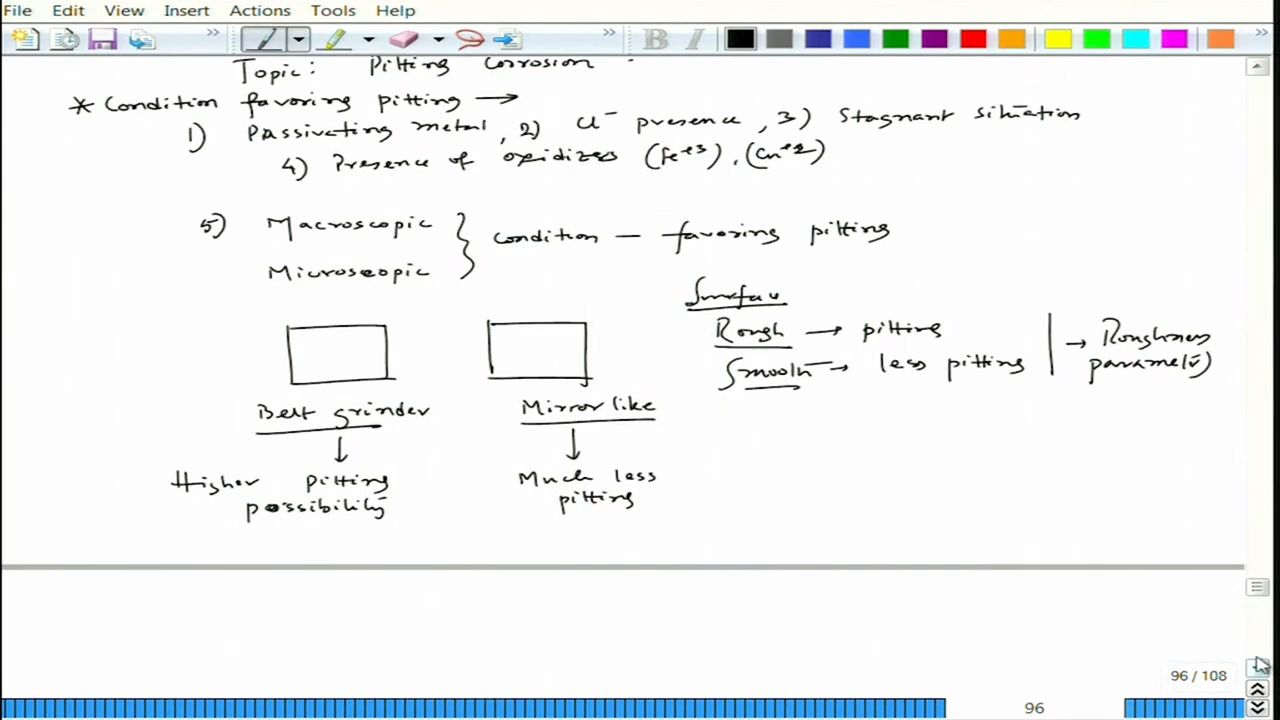 File Edit View Insert Actions Tools Help
Topic: Pitting Corrosion :
* Condition favoring pitting →
1) Passivating metal, 2) Cl⁻ presence, 3) Stagnant situation
4) Presence of oxidizers (Fe⁺³), (Cu⁺²)
5) Macroscopic
Microscopic } condition — favoring pitting
Surface
Rough → pitting
Smooth → less pitting
→ Roughness
parameter)
Belt grinder
Mirror like
↓
↓
Higher pitting
possibility
Much less
pitting
96 / 108
96